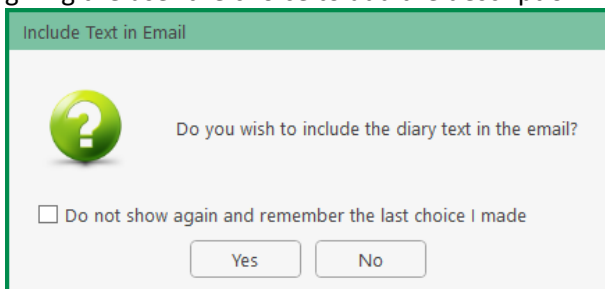 Include Text in Email
Do you wish to include the diary text in the email?
Do not show again and remember the last choice I made
Yes No